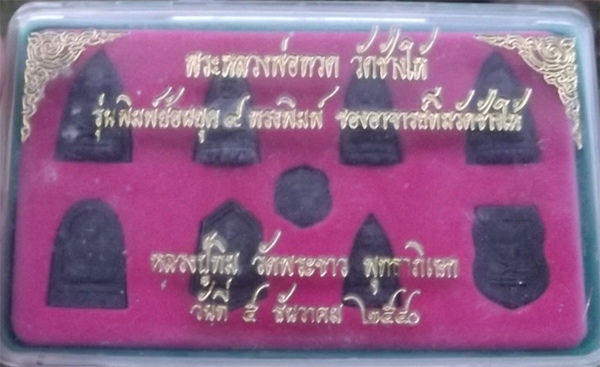 พระหลวงพ่อทวด วัดช้างให้
รุ่นพิมพ์ย้อนยุค ๙ ทรงพิมพ์ ของอาจารย์ทิมวัดช้างให้
หลวงปู่ทิม วัดพระขาว พุทธาภิเษก
วันที่ ๕ ธันวาคม ๒๕๔๐